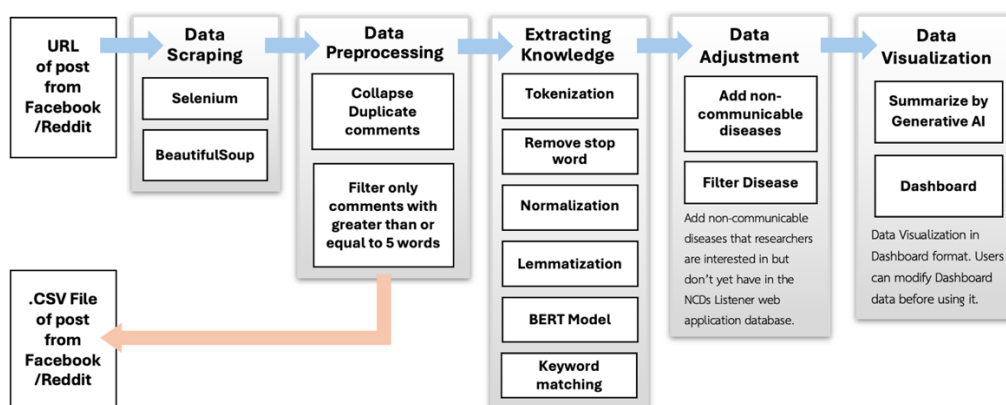 URL
of post
from
Facebook
/Reddit
Data
Scraping
Selenium
BeautifulSoup
Data
Preprocessing
Collapse
Duplicate
comments
Filter only
comments with
greater than or
equal to 5 words
Extracting
Knowledge
Tokenization
Remove stop
word
Normalization
Lemmatization
BERT Model
Keyword
matching
Data
Adjustment
Add non-
communicable
diseases
Filter Disease
Add non-communicable
diseases that researchers
are interested in but
don't yet have in the
NCDs Listener web
application database.
Data
Visualization
Summarize by
Generative AI
Dashboard
Data Visualization in
Dashboard format. Users
can modify Dashboard
data before using it.
.CSV File
of post
from
Facebook
/Reddit